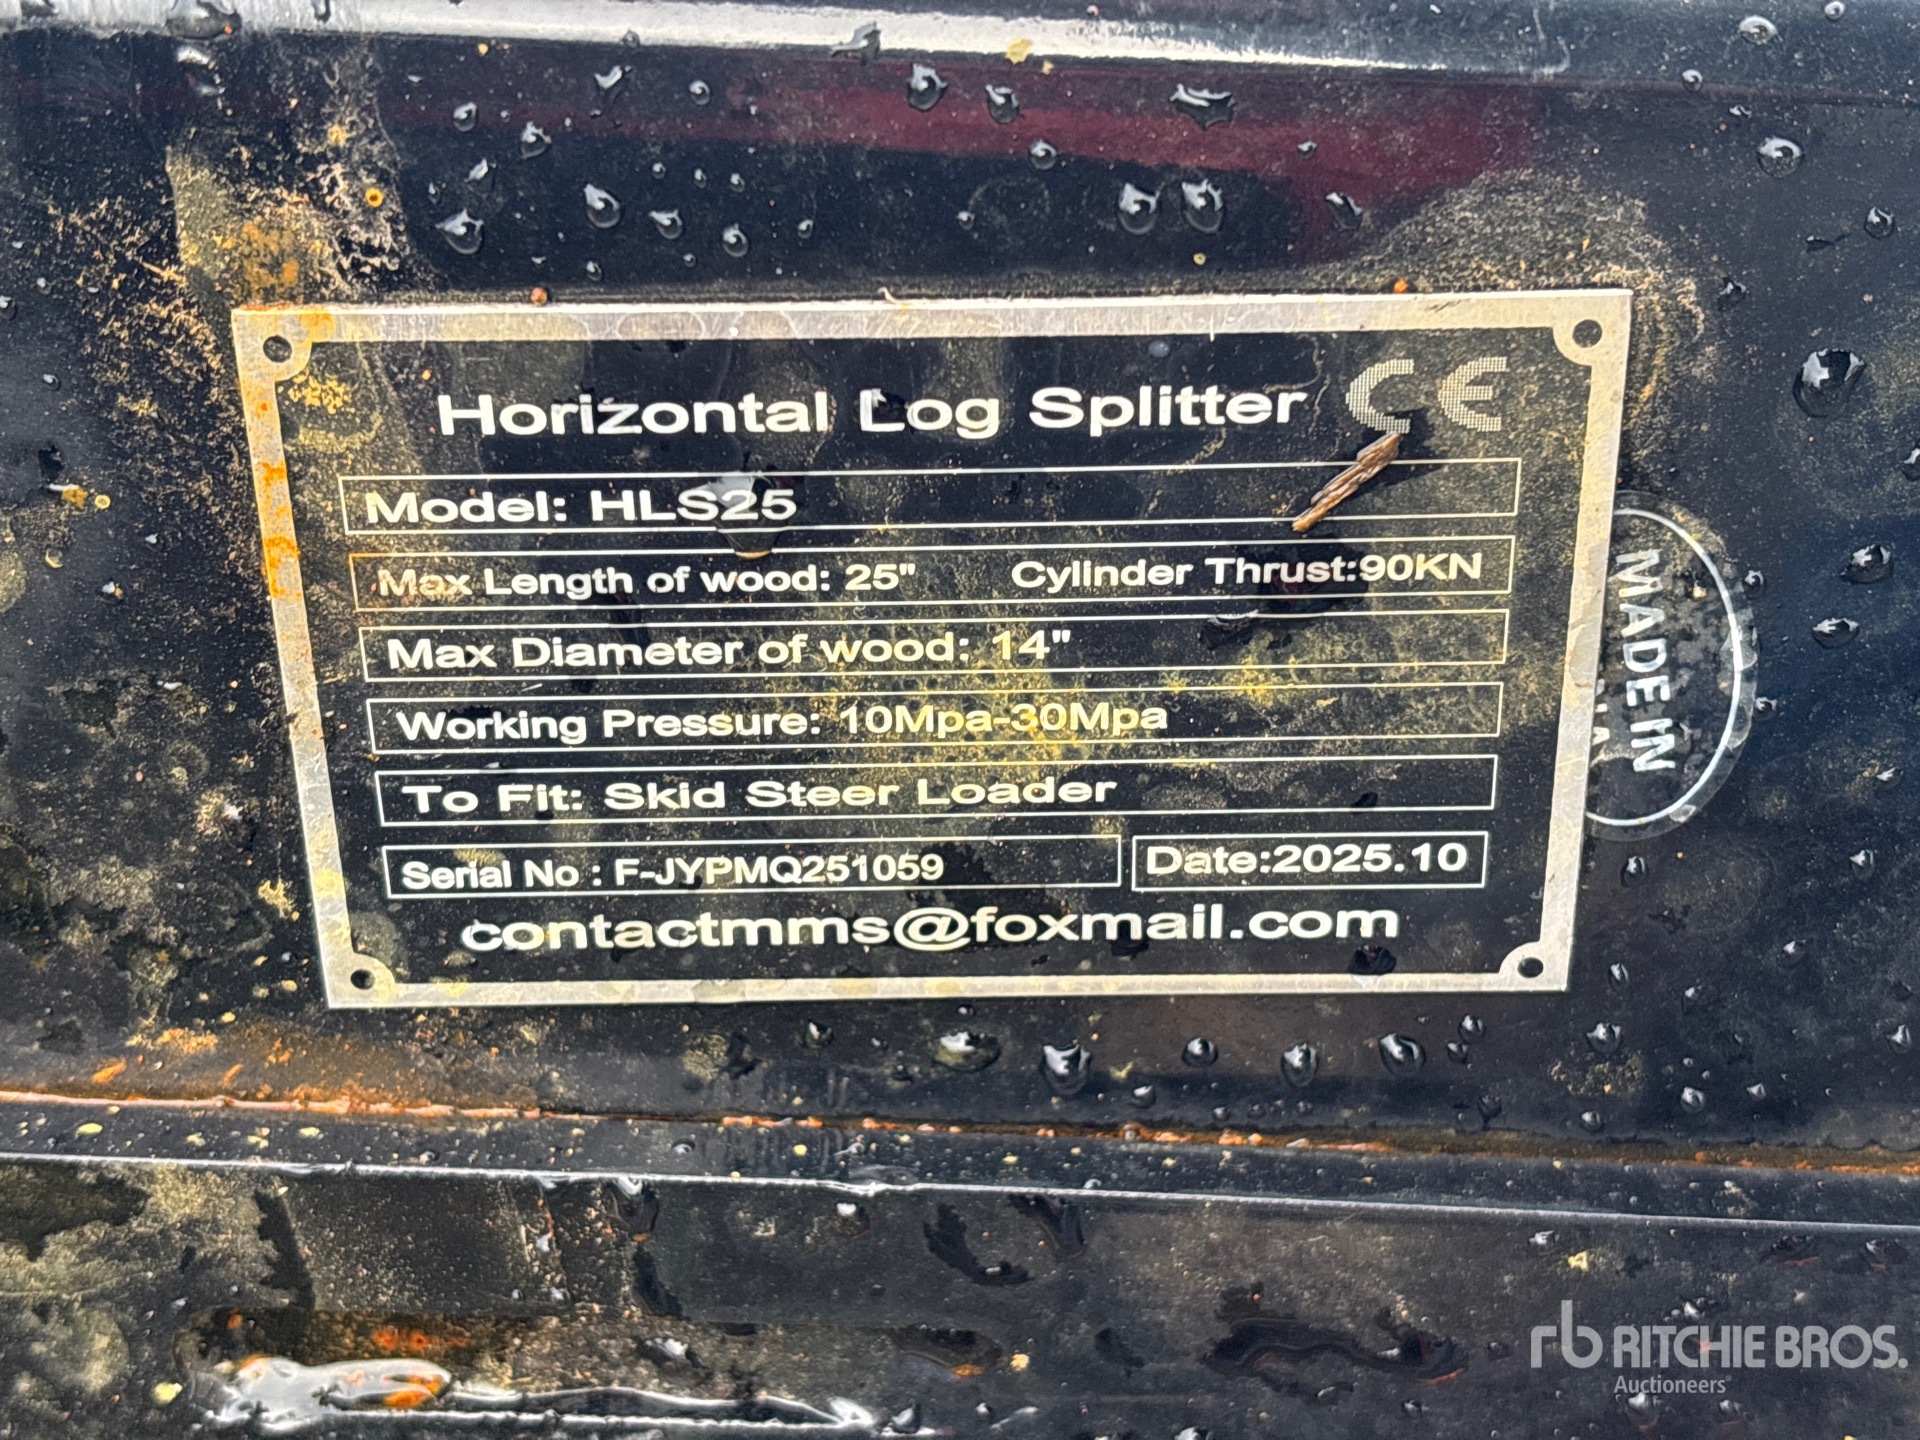 Horizontal Log Splitter CE
Model: HLS25
Max Length of wood: 25" Cylinder Thrust:90KN
Max Diameter of wood: 14"
Working Pressure: 10Mpa-30Mpa
To Fit: Skid Steer Loader
Serial No : F-JYPMQ251059 Date:2025.10
contactmms@foxmail.com
MADE IN
rb RITCHIE BROS.
Auctioneers